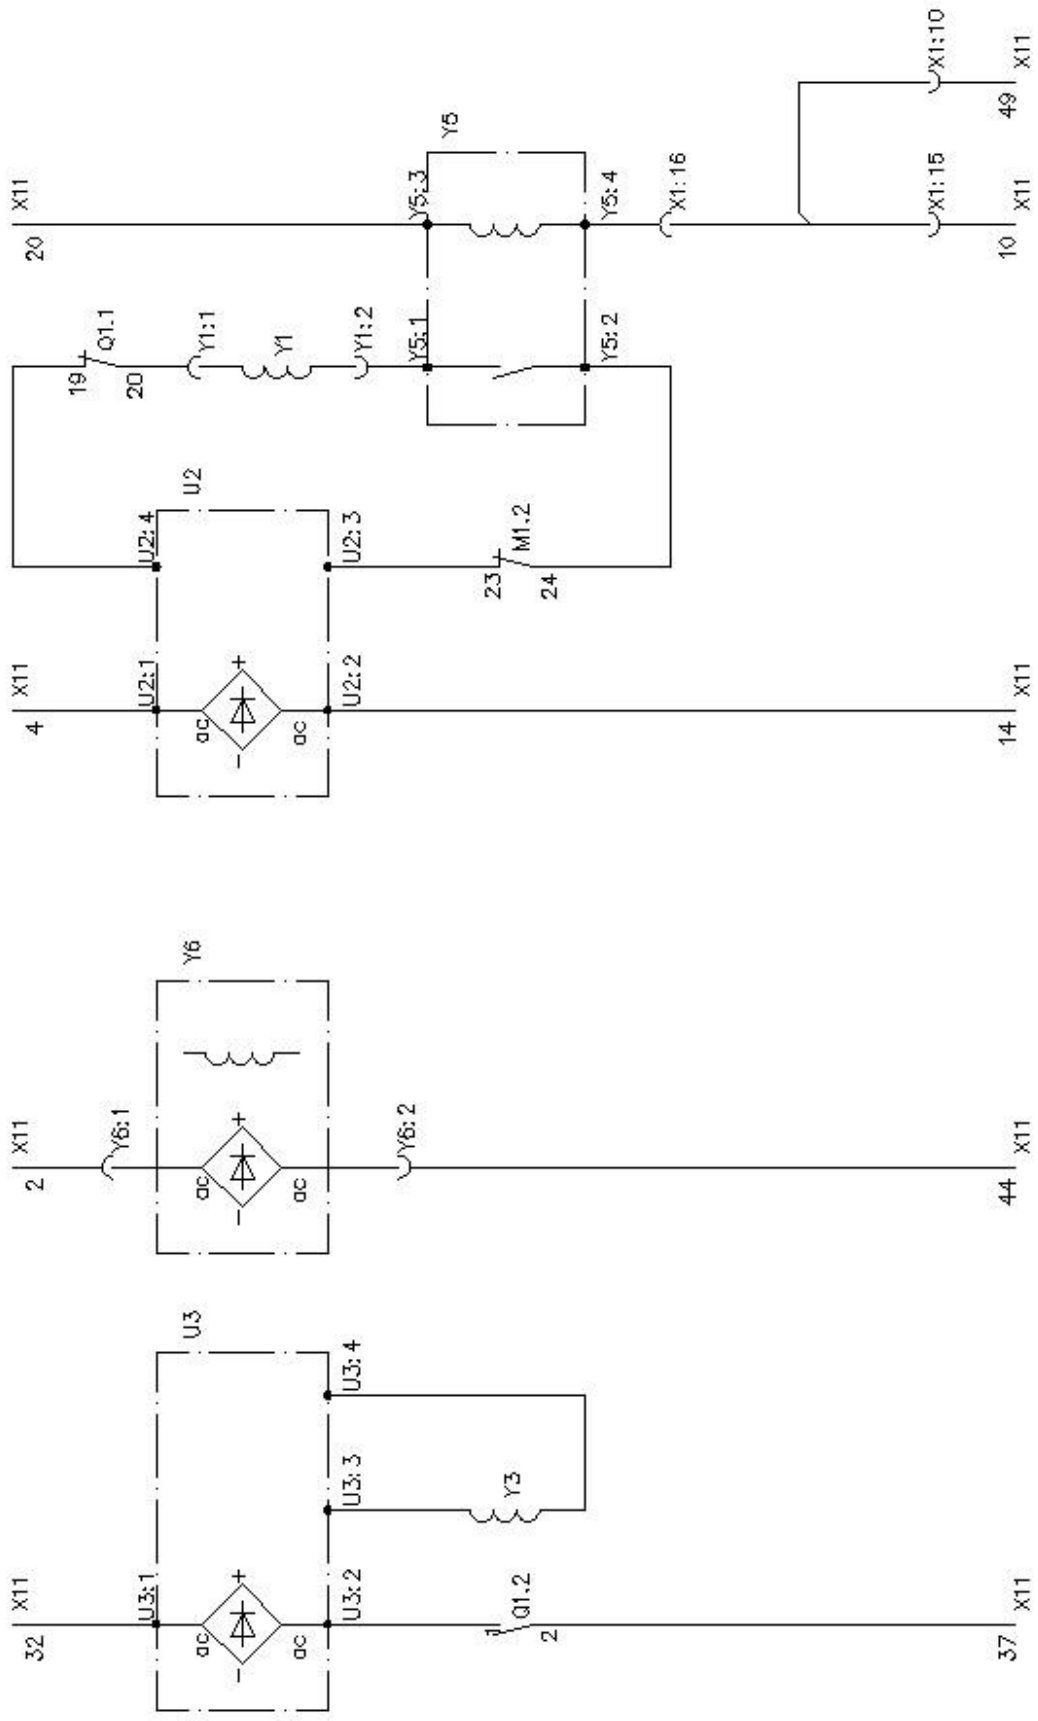 X11
32
U3:1
ac
+
-
ac
U3:2
U3:3
U3:4
U3
Y3
1
Q1.2
2
37
X11
X11
2
Y6:1
ac
+
-
ac
Y6
Y6:2
44
X11
X11
4
U2:1
ac
+
-
ac
U2:2
U2:4
U2
U2:3
23
M1.2
24
14
X11
19
Q1.1
20
Y1:1
Y1
Y1:2
Y5:1
Y5:2
X11
20
Y5:3
Y5
Y5:4
X1:16
X1:15
10
X11
X1:10
49
X11